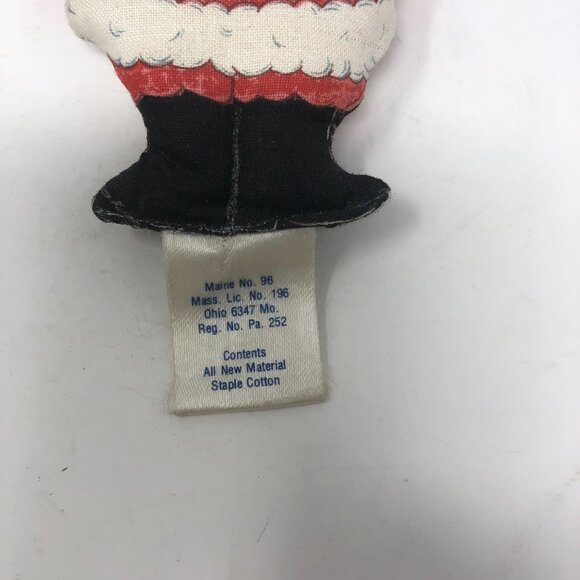 Maine No. 96
Mass. Lic. No. 196
Ohio 6347 Mo.
Reg. No. Pa. 252
Contents
All New Material
Staple Cotton